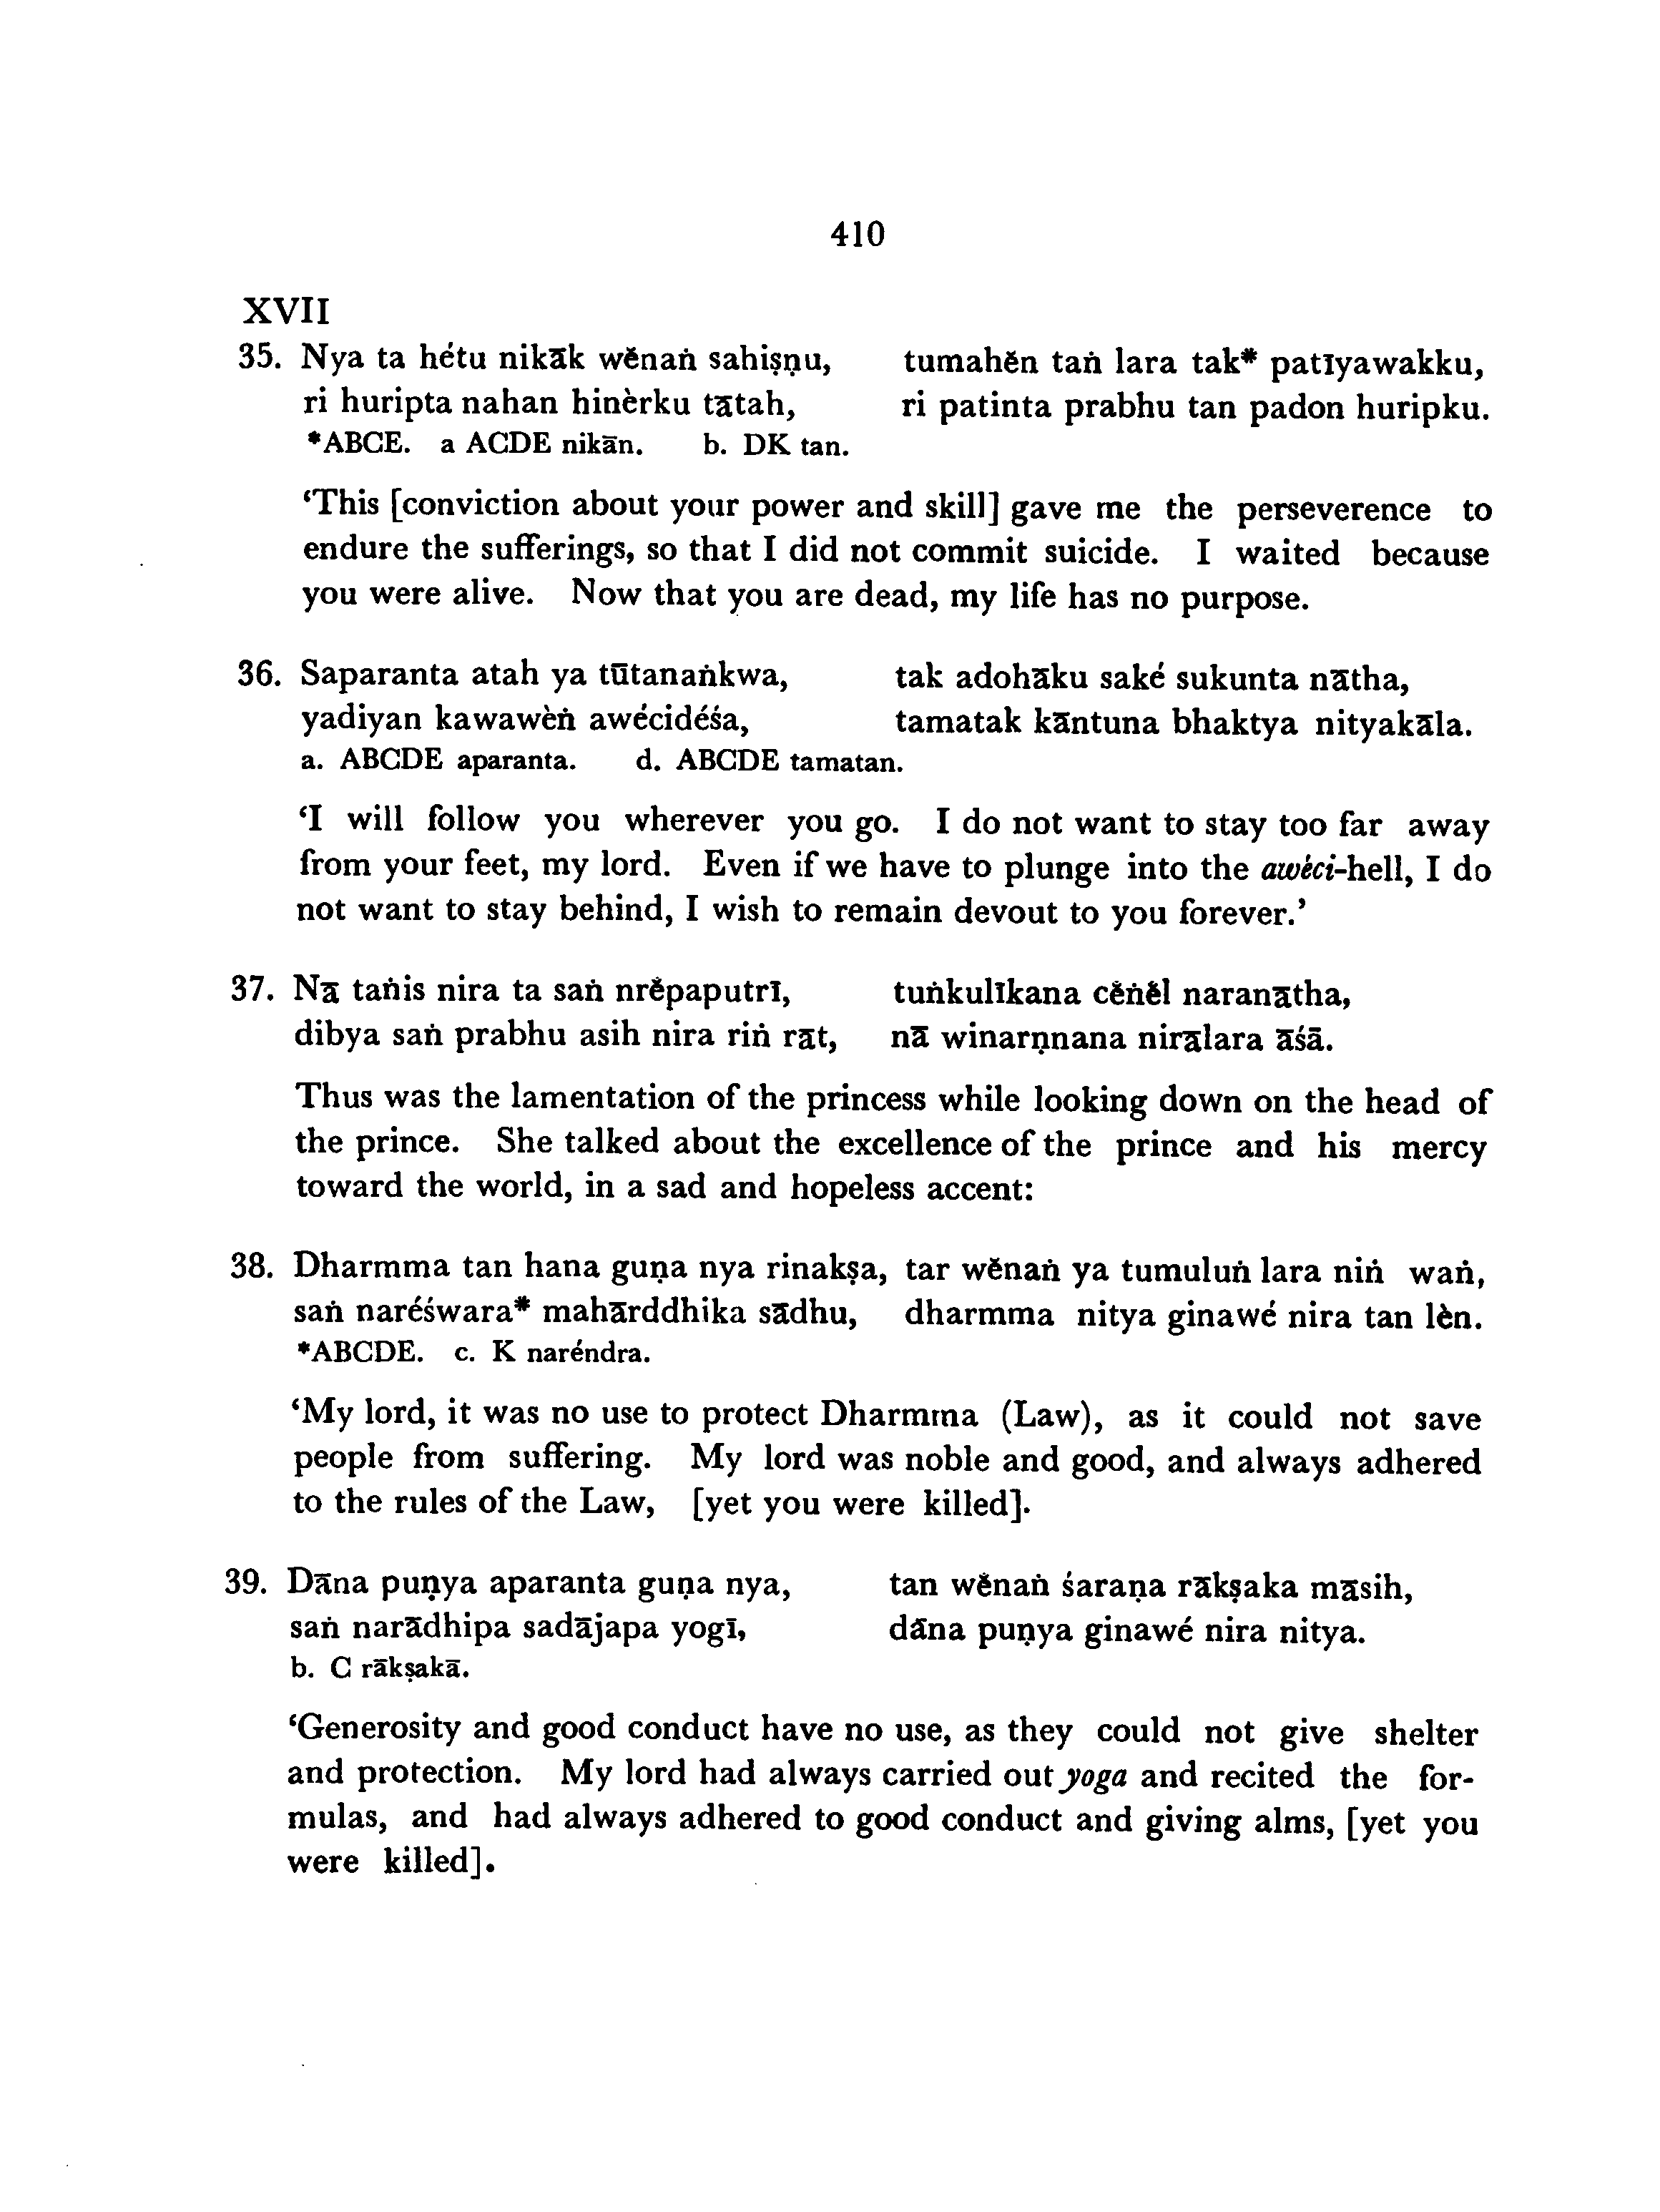 410
XVII
35. Nya ta hétu nikāk wĕnaṅ sahiṣṇu, tumahĕn taṅ lara tak* patīyawakku,
ri huripta nahan hinèrku tātah, ri patinta prabhu tan padon huripku.
*ABCE. a ACDE nikān. b. DK tan.
‘This [conviction about your power and skill] gave me the perseverence to
endure the sufferings, so that I did not commit suicide. I waited because
you were alive. Now that you are dead, my life has no purpose.
36. Saparanta atah ya tūtanaṅkwa, tak adohāku saké sukunta nātha,
yadiyan kawawèṅ awécidéśa, tamatak kāntuna bhaktya nityakāla.
a. ABCDE aparanta. d. ABCDE tamatan.
‘I will follow you wherever you go. I do not want to stay too far away
from your feet, my lord. Even if we have to plunge into the awéci-hell, I do
not want to stay behind, I wish to remain devout to you forever.’
37. Nā taṅis nira ta saṅ nrĕpaputrī, tuṅkulīkana cĕṅĕl naranātha,
dibya saṅ prabhu asih nira riṅ rāt, nā winarṇnana nirālara āśā.
Thus was the lamentation of the princess while looking down on the head of
the prince. She talked about the excellence of the prince and his mercy
toward the world, in a sad and hopeless accent:
38. Dharmma tan hana guṇa nya rinakṣa, tar wĕnaṅ ya tumuluṅ lara niṅ waṅ,
saṅ naréśwara* mahārddhika sādhu, dharmma nitya ginawé nira tan lèn.
*ABCDE. c. K naréndra.
‘My lord, it was no use to protect Dharmma (Law), as it could not save
people from suffering. My lord was noble and good, and always adhered
to the rules of the Law, [yet you were killed].
39. Dāna puṇya aparanta guṇa nya, tan wĕnaṅ śaraṇa rākṣaka māsih,
saṅ narādhipa sadājapa yogī, dāna puṇya ginawé nira nitya.
b. C rākṣakā.
‘Generosity and good conduct have no use, as they could not give shelter
and protection. My lord had always carried out yoga and recited the for-
mulas, and had always adhered to good conduct and giving alms, [yet you
were killed].